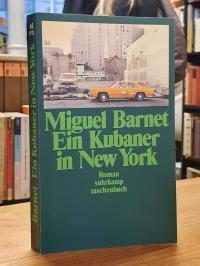 Miguel Barnet
Ein Kubaner
in New York
Roman
suhrkamp
taschenbuch
Barnet Ein Kubaner in New York